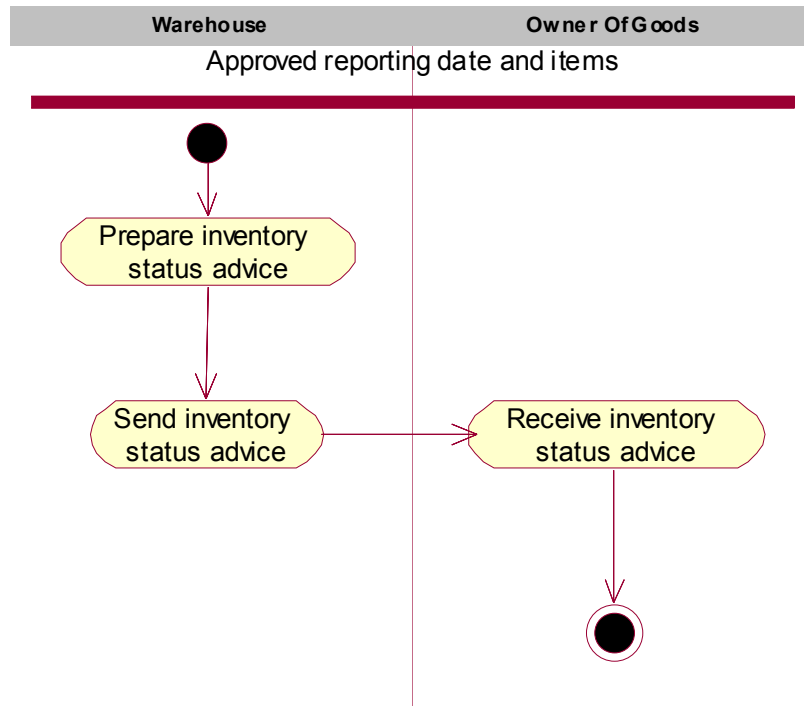 Warehouse
Owner Of Goods
Approved reporting date and items
Prepare inventory
status advice
Send inventory
status advice
Receive inventory
status advice